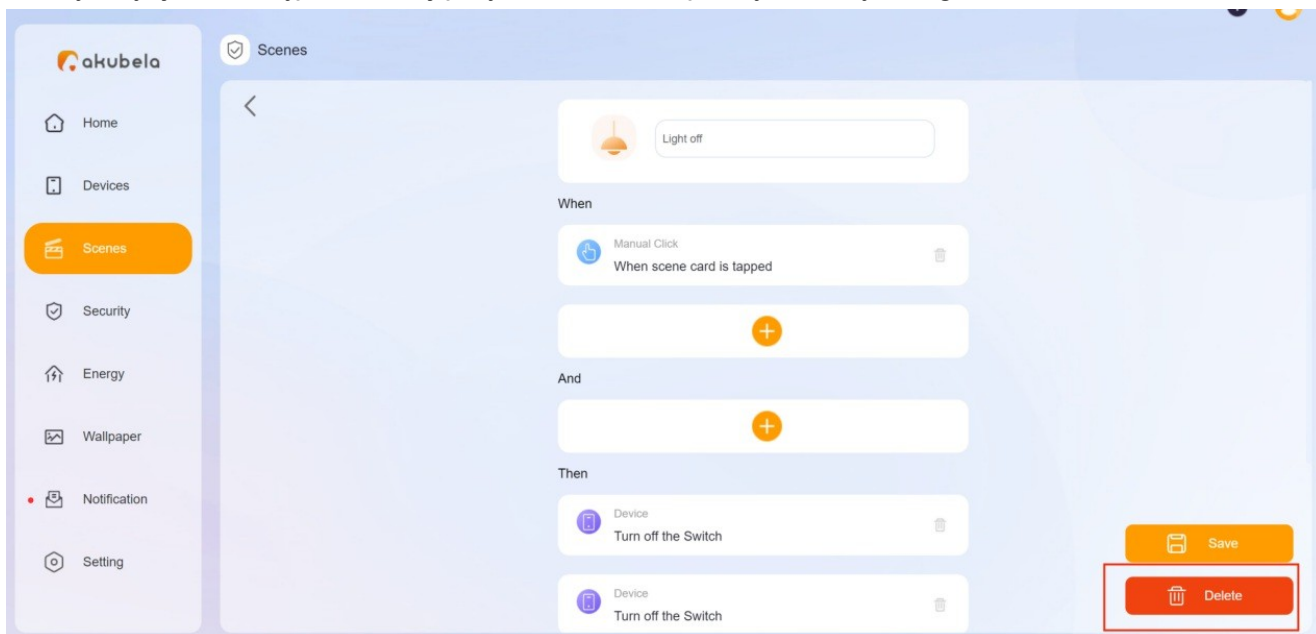 akubela
Scenes
Home
Devices
Scenes
Security
Energy
Wallpaper
Notification
Setting
Light off
When
Manual Click
When scene card is tapped
And
Then
Device
Turn off the Switch
Device
Turn off the Switch
Save
Delete